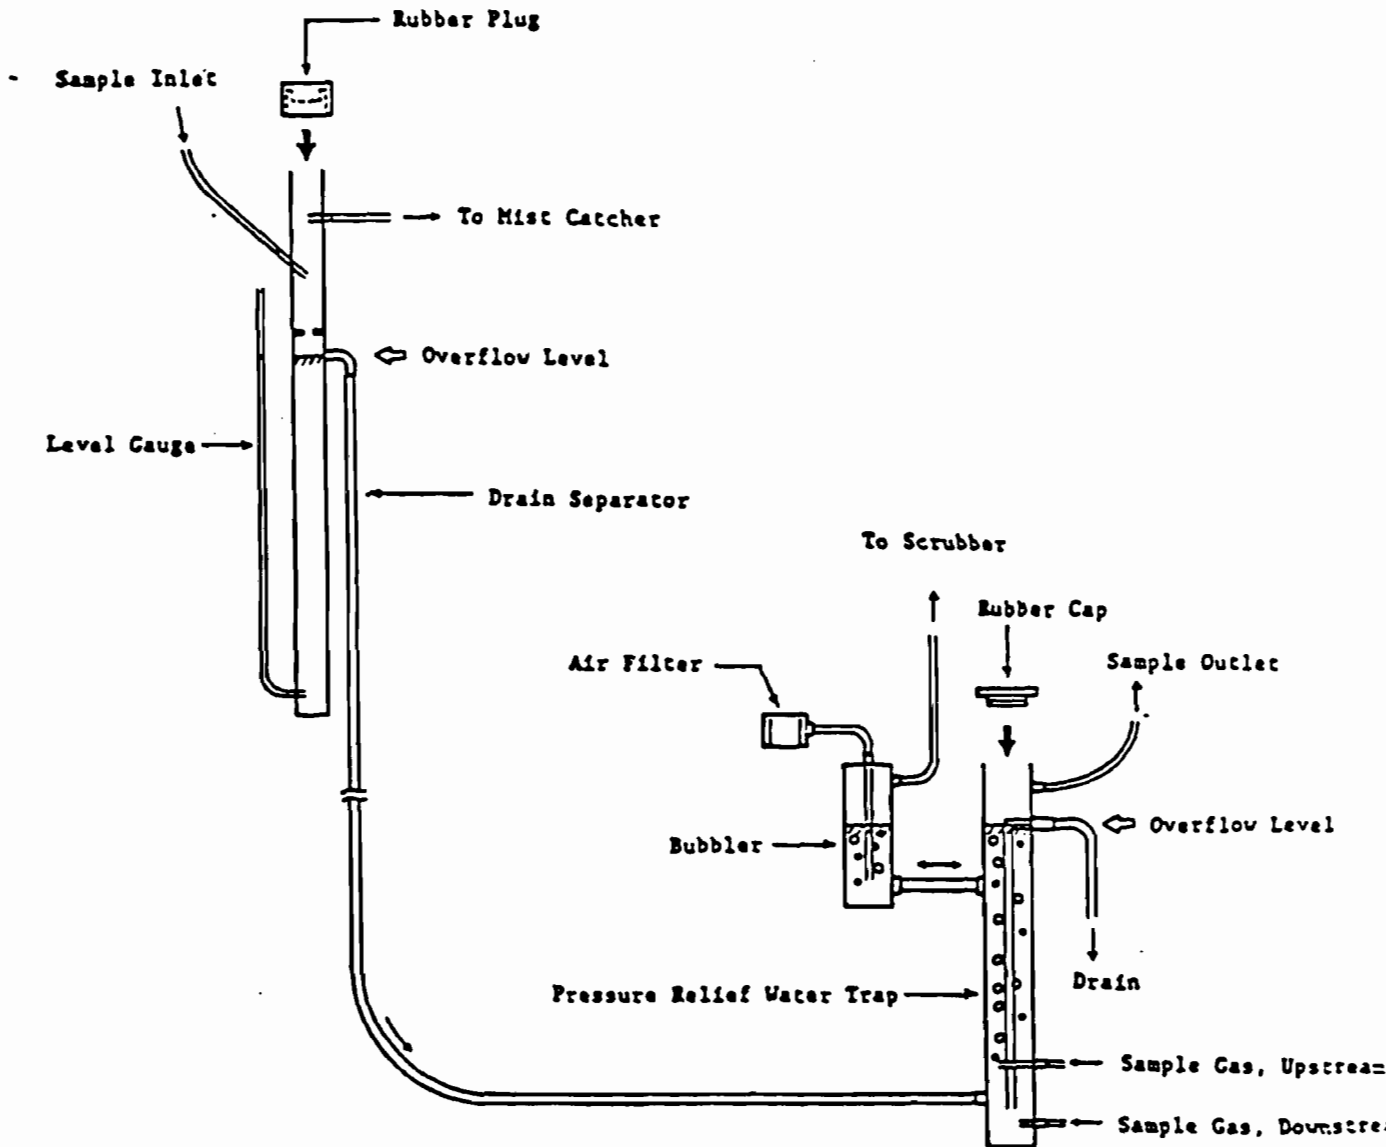 Rubber Plug
Sample Inlet
To Mist Catcher
Overflow Level
Level Gauge
Drain Separator
To Scrubber
Rubber Cap
Air Filter
Sample Outlet
Overflow Level
Bubbler
Drain
Pressure Relief Water Trap
Sample Gas, Upstream
Sample Gas, Downstre